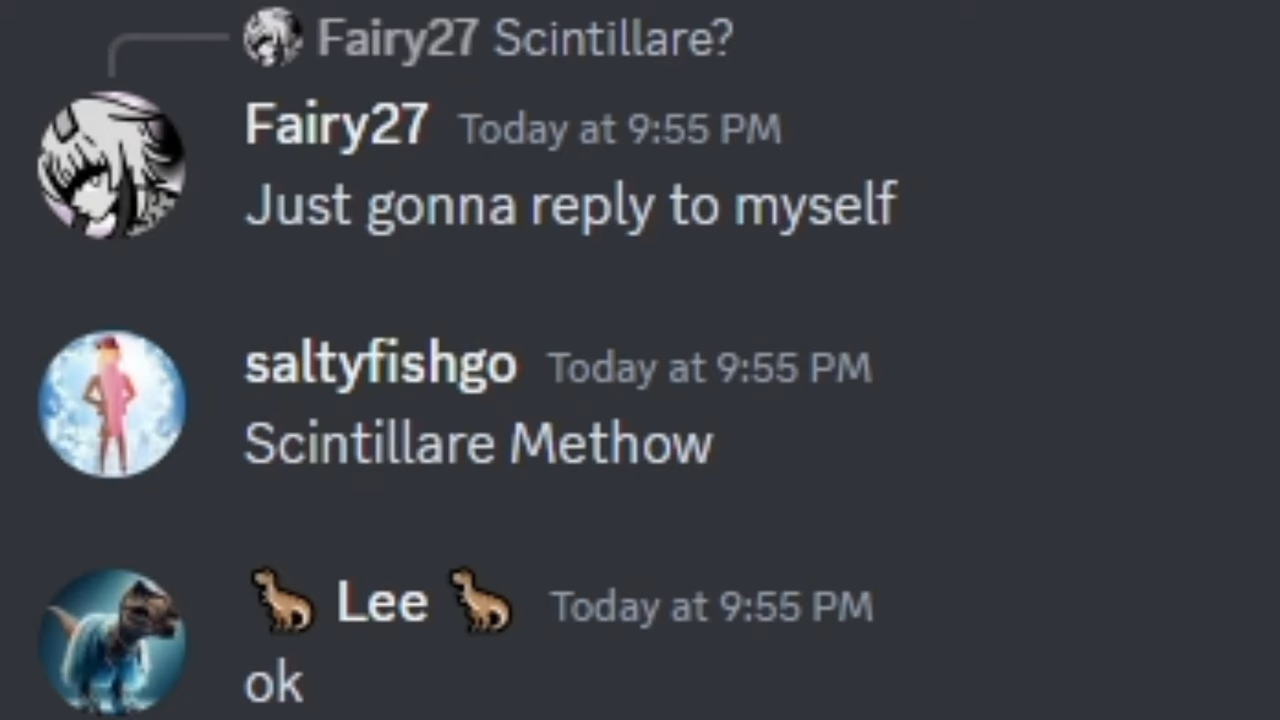 Fairy27 Scintillare?
Fairy27 Today at 9:55 PM
Just gonna reply to myself
saltyfishgo Today at 9:55 PM
Scintillare Methow
🦖 Lee 🦖 Today at 9:55 PM
ok